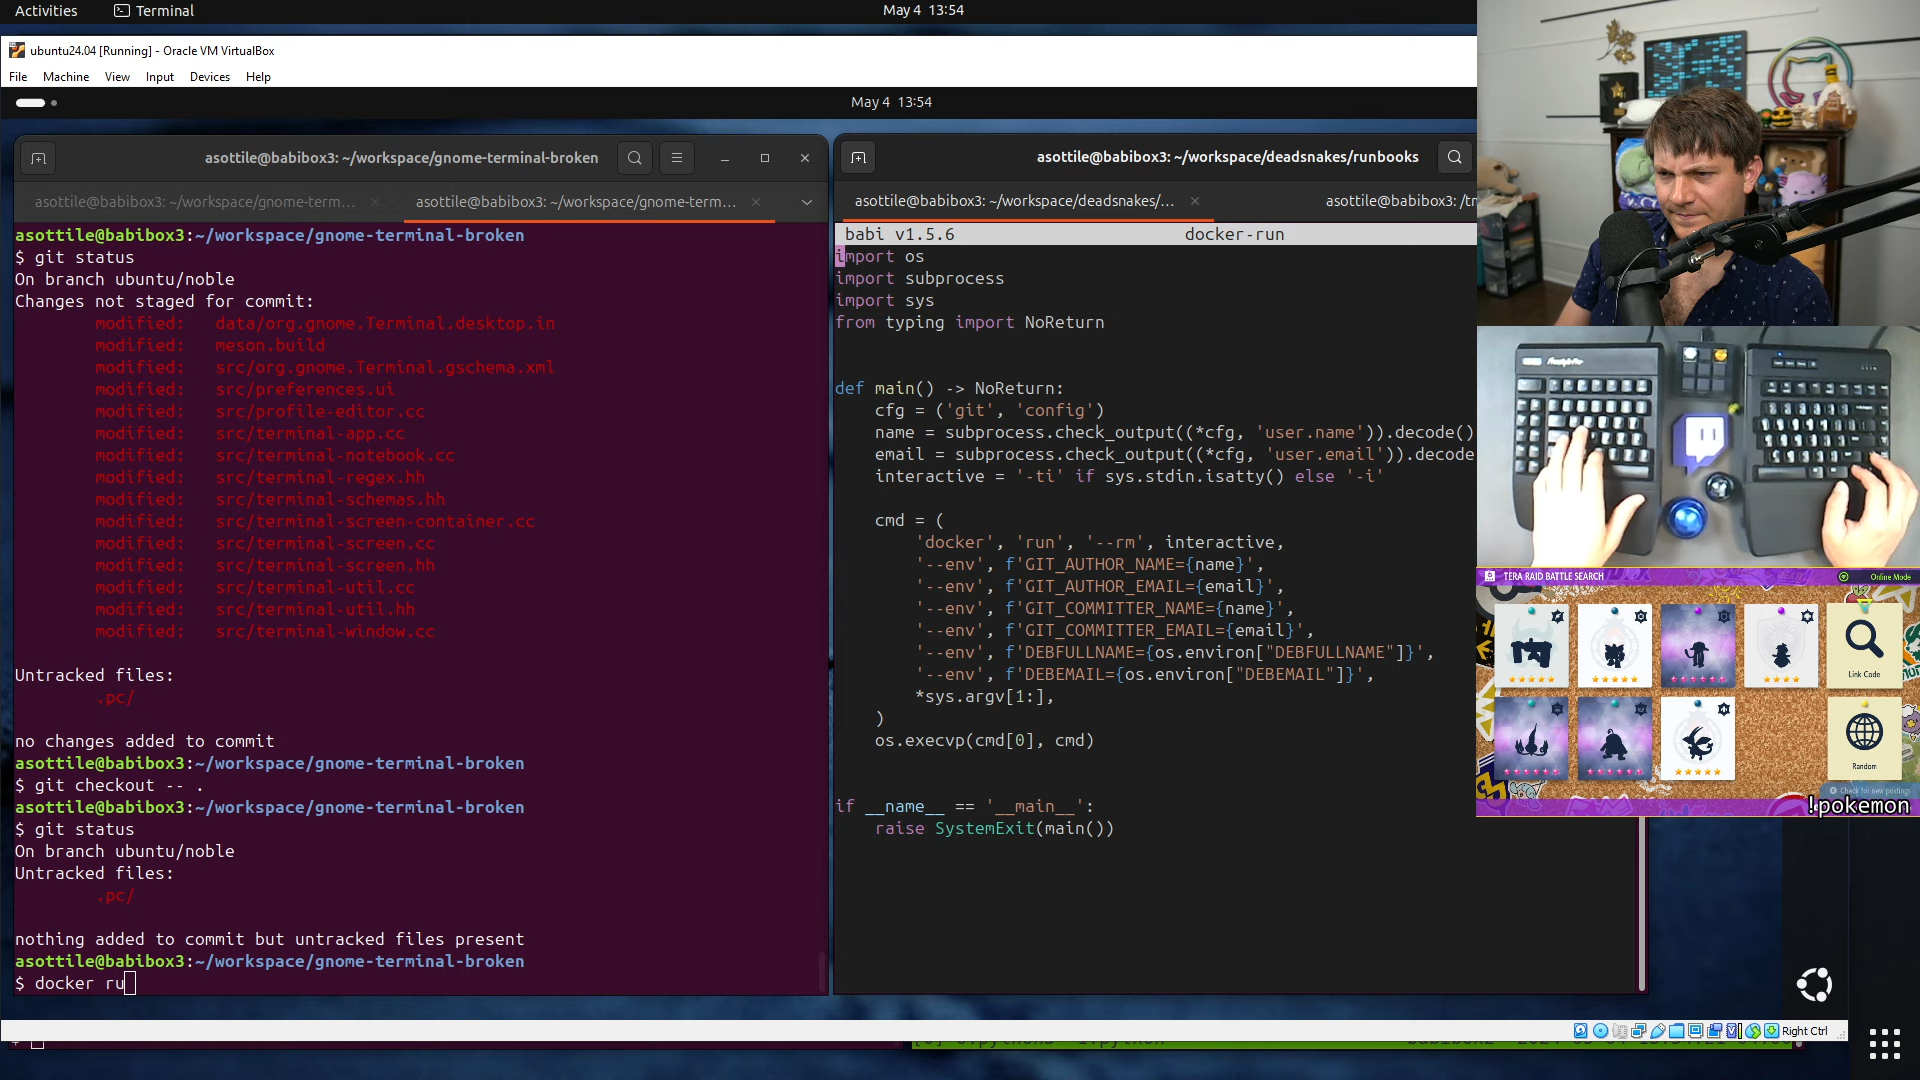 Activities
Terminal
May 4 13:54
ubuntu24.04 [Running] - Oracle VM VirtualBox
File Machine View Input Devices Help
May 4 13:54
asottile@babibox3: ~/workspace/gnome-terminal-broken
asottile@babibox3: ~/workspace/gnome-term...
asottile@babibox3: ~/workspace/gnome-term...
asottile@babibox3:~/workspace/gnome-terminal-broken
$ git status
On branch ubuntu/noble
Changes not staged for commit:
modified: data/org.gnome.Terminal.desktop.in
modified: meson.build
modified: src/org.gnome.Terminal.gschema.xml
modified: src/preferences.ui
modified: src/profile-editor.cc
modified: src/terminal-app.cc
modified: src/terminal-notebook.cc
modified: src/terminal-regex.hh
modified: src/terminal-schemas.hh
modified: src/terminal-screen-container.cc
modified: src/terminal-screen.cc
modified: src/terminal-screen.hh
modified: src/terminal-util.cc
modified: src/terminal-util.hh
modified: src/terminal-window.cc
Untracked files:
.pc/
no changes added to commit
asottile@babibox3:~/workspace/gnome-terminal-broken
$ git checkout -- .
asottile@babibox3:~/workspace/gnome-terminal-broken
$ git status
On branch ubuntu/noble
Untracked files:
.pc/
nothing added to commit but untracked files present
asottile@babibox3:~/workspace/gnome-terminal-broken
$ docker ru
asottile@babibox3: ~/workspace/deadsnakes/runbooks
asottile@babibox3: ~/workspace/deadsnakes/...
asottile@babibox3: /t
babi v1.5.6 docker-run
import os
import subprocess
import sys
from typing import NoReturn
def main() -> NoReturn:
cfg = ('git', 'config')
name = subprocess.check_output((*cfg, 'user.name')).decode()
email = subprocess.check_output((*cfg, 'user.email')).decode
interactive = '-ti' if sys.stdin.isatty() else '-i'
cmd = (
'docker', 'run', '--rm', interactive,
'--env', f'GIT_AUTHOR_NAME={name}',
'--env', f'GIT_AUTHOR_EMAIL={email}',
'--env', f'GIT_COMMITTER_NAME={name}',
'--env', f'GIT_COMMITTER_EMAIL={email}',
'--env', f'DEBFULLNAME={os.environ["DEBFULLNAME"]}',
'--env', f'DEBEMAIL={os.environ["DEBEMAIL"]}',
*sys.argv[1:],
)
os.execvp(cmd[0], cmd)
if __name__ == '__main__':
raise SystemExit(main())
TERA RAID BATTLE SEARCH
Online Mode
Link Code
Random
Check for new postings
!pokemon
Right Ctrl